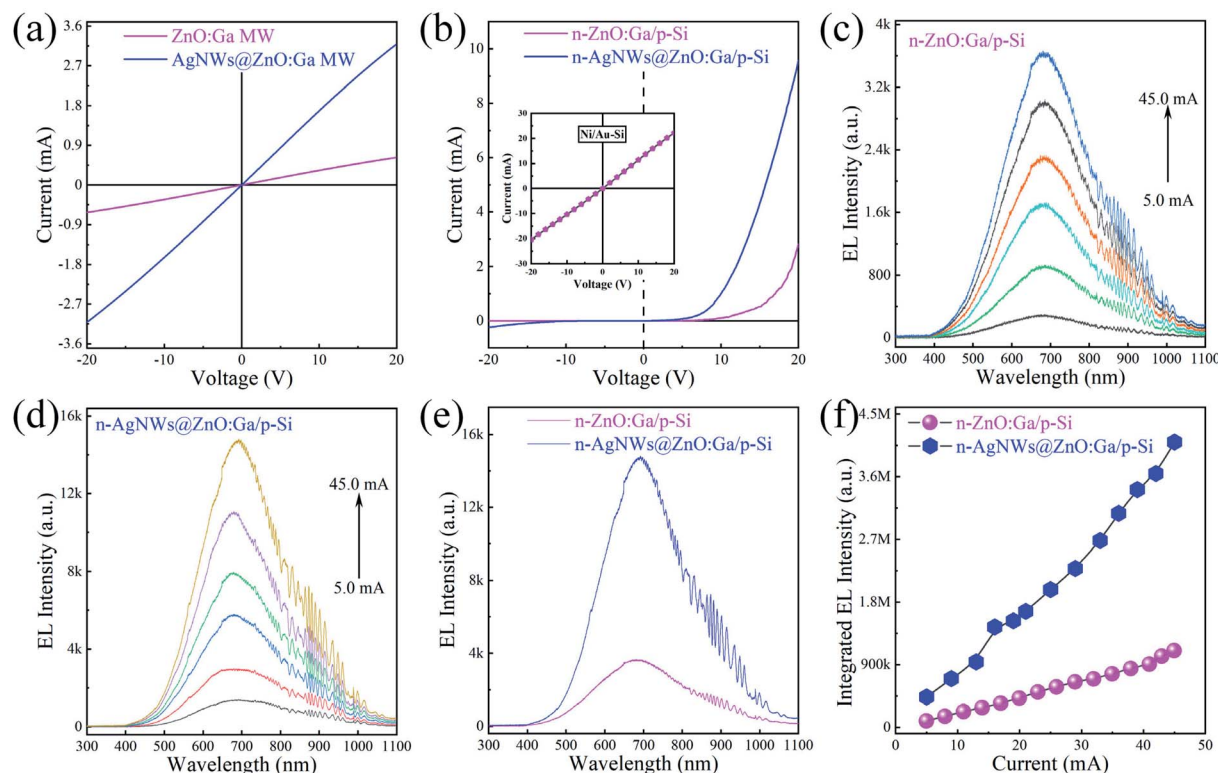 (a)
ZnO:Ga MW
AgNWs@ZnO:Ga MW
Current (mA)
3.6
2.7
1.8
0.9
0
-0.9
-1.8
-2.7
-3.6
-20 -10 0 10 20
Voltage (V)
(b)
n-ZnO:Ga/p-Si
n-AgNWs@ZnO:Ga/p-Si
Current (mA)
10
8
6
4
2
0
-20 -10 0 10 20
Voltage (V)
Ni/Au-Si
Current (mA)
30
20
10
0
-10
-20
-30
-20 -10 0 10 20
Voltage (V)
(c)
n-ZnO:Ga/p-Si
45.0 mA
5.0 mA
EL Intensity (a.u.)
4k
3.2k
2.4k
1.6k
800
0
300 400 500 600 700 800 900 1000 1100
Wavelength (nm)
(d)
n-AgNWs@ZnO:Ga/p-Si
45.0 mA
5.0 mA
EL Intensity (a.u.)
16k
12k
8k
4k
0
300 400 500 600 700 800 900 1000 1100
Wavelength (nm)
(e)
n-ZnO:Ga/p-Si
n-AgNWs@ZnO:Ga/p-Si
EL Intensity (a.u.)
16k
12k
8k
4k
0
300 400 500 600 700 800 900 1000 1100
Wavelength (nm)
(f)
n-ZnO:Ga/p-Si
n-AgNWs@ZnO:Ga/p-Si
Integrated EL Intensity (a.u.)
4.5M
3.6M
2.7M
1.8M
900k
0
0 10 20 30 40 50
Current (mA)